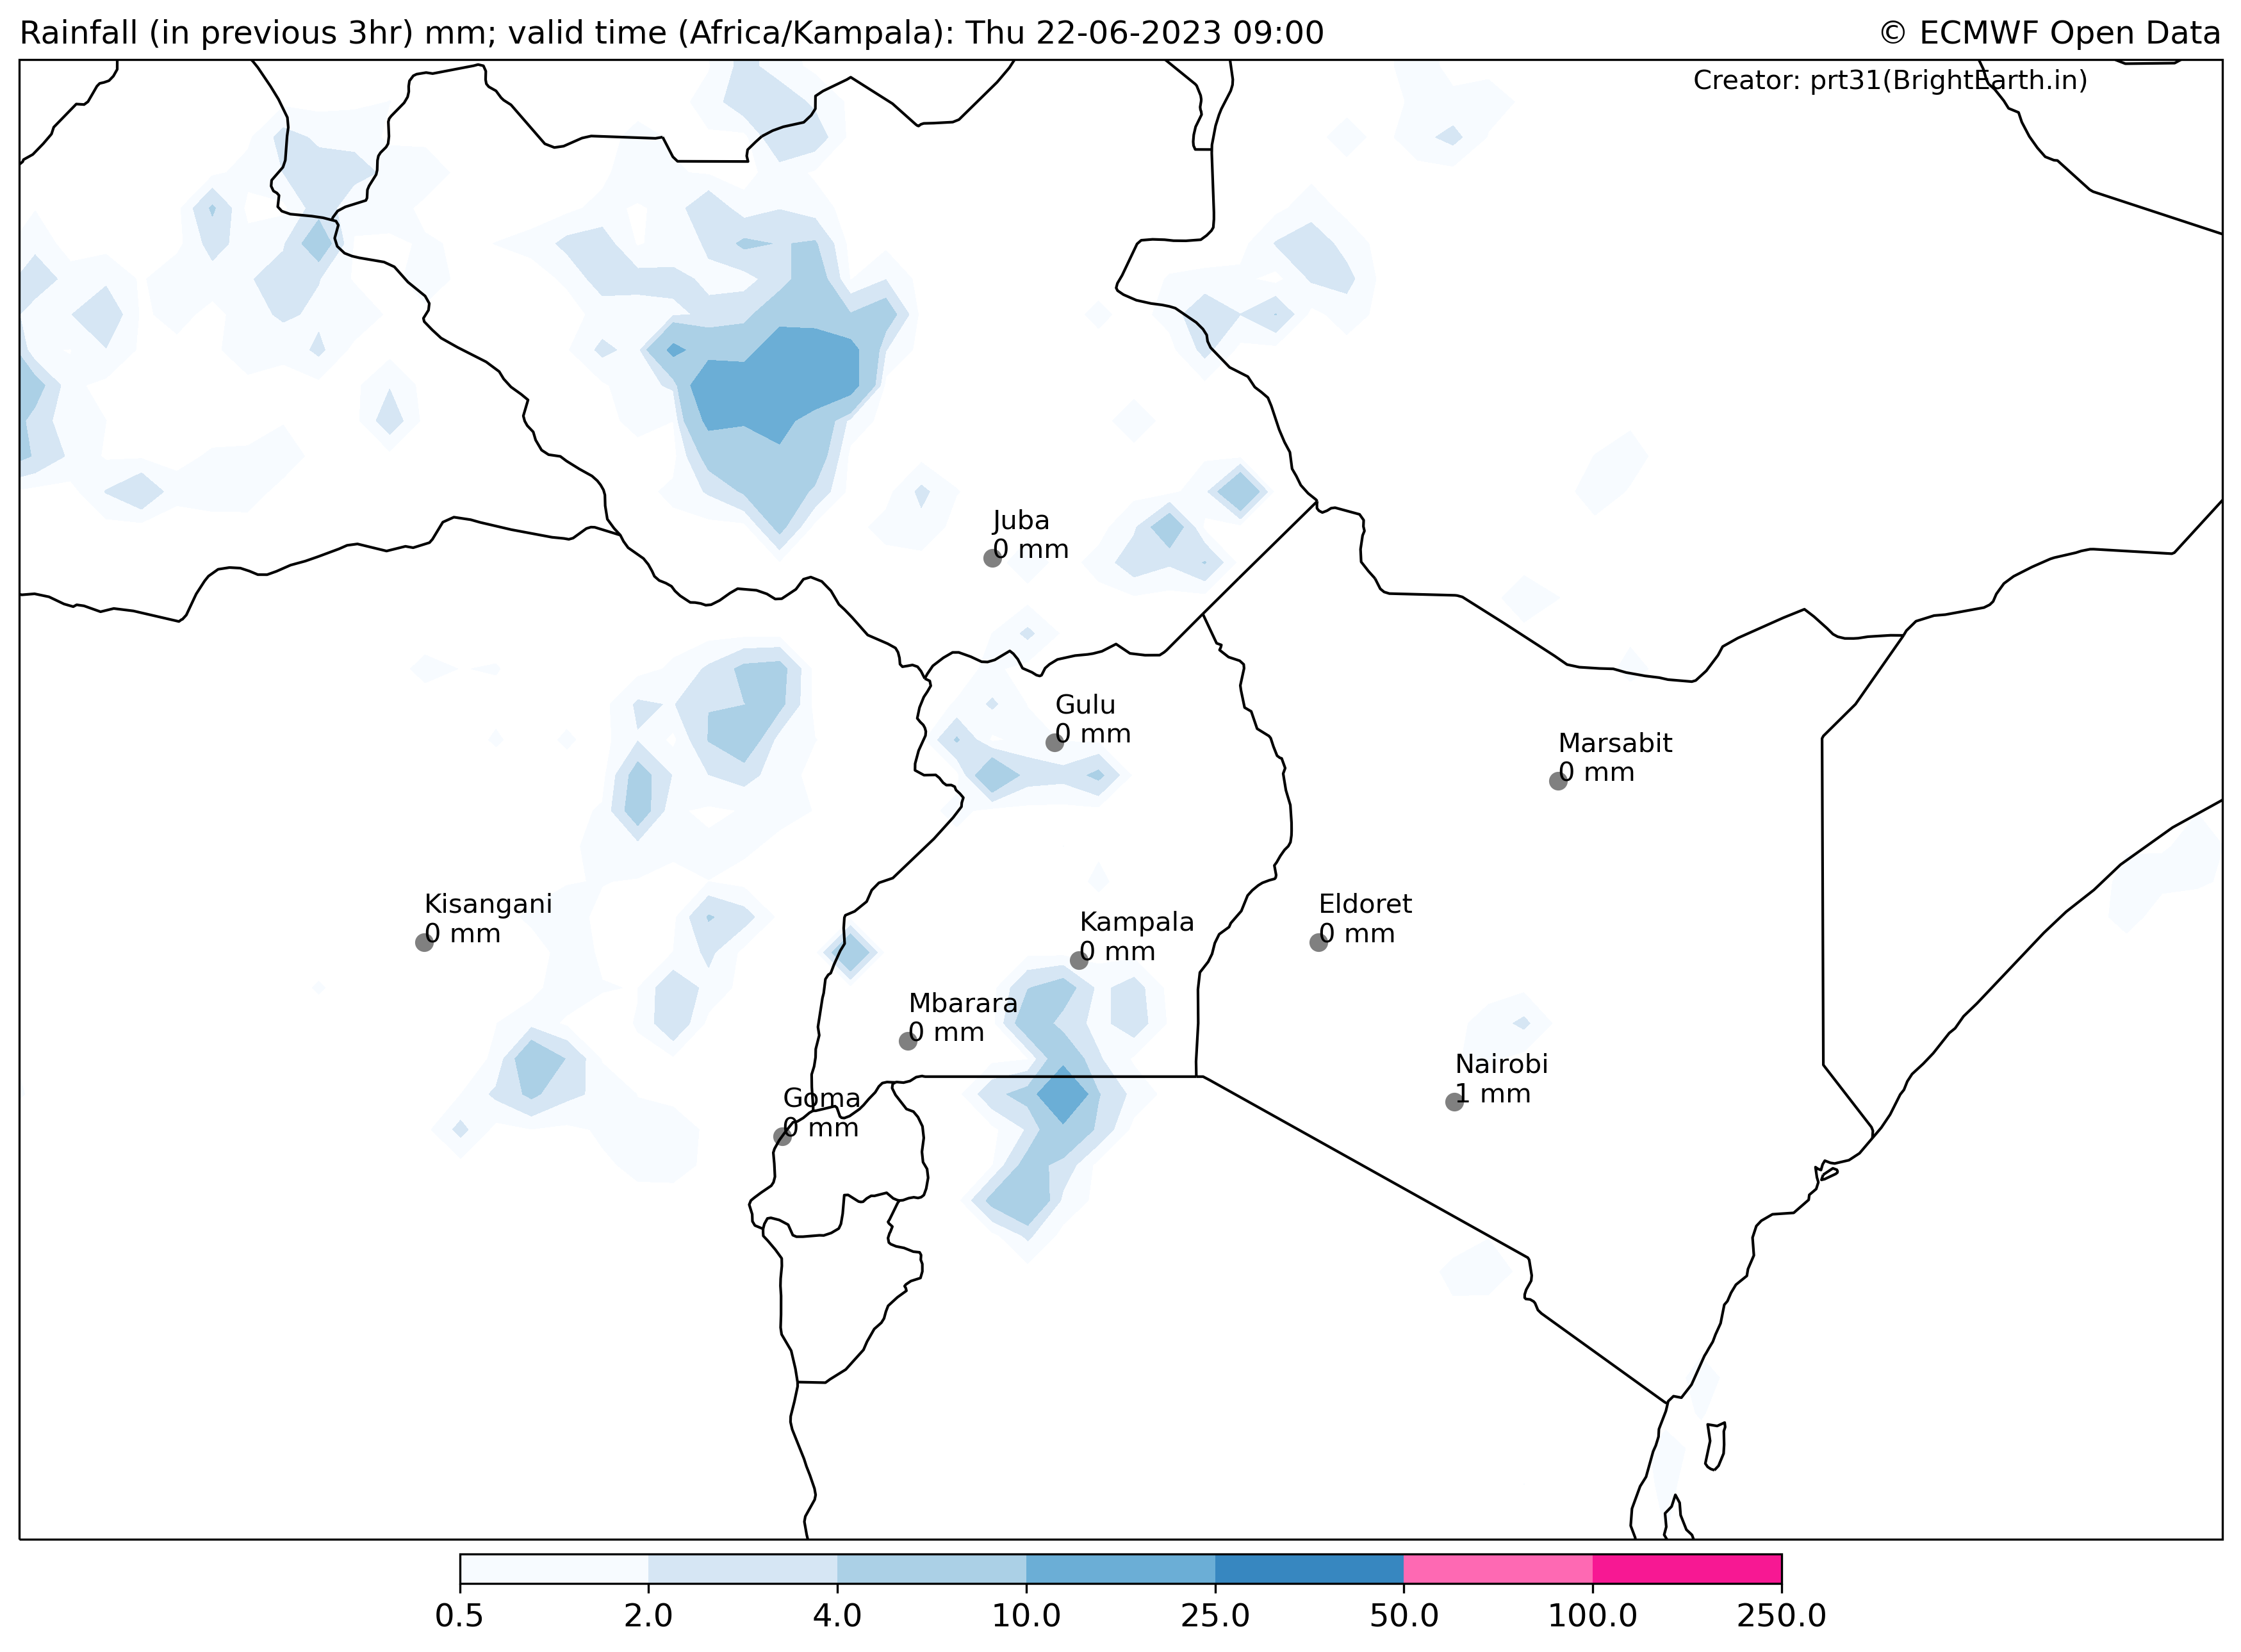 Rainfall (in previous 3hr) mm; valid time (Africa/Kampala): Thu 22-06-2023 09:00
© ECMWF Open Data
Creator: prt31(BrightEarth.in)
Juba
0 mm
Gulu
0 mm
Marsabit
0 mm
Kisangani
0 mm
Kampala
0 mm
Eldoret
0 mm
Mbarara
0 mm
Nairobi
1 mm
Goma
0 mm
0.5 2.0 4.0 10.0 25.0 50.0 100.0 250.0